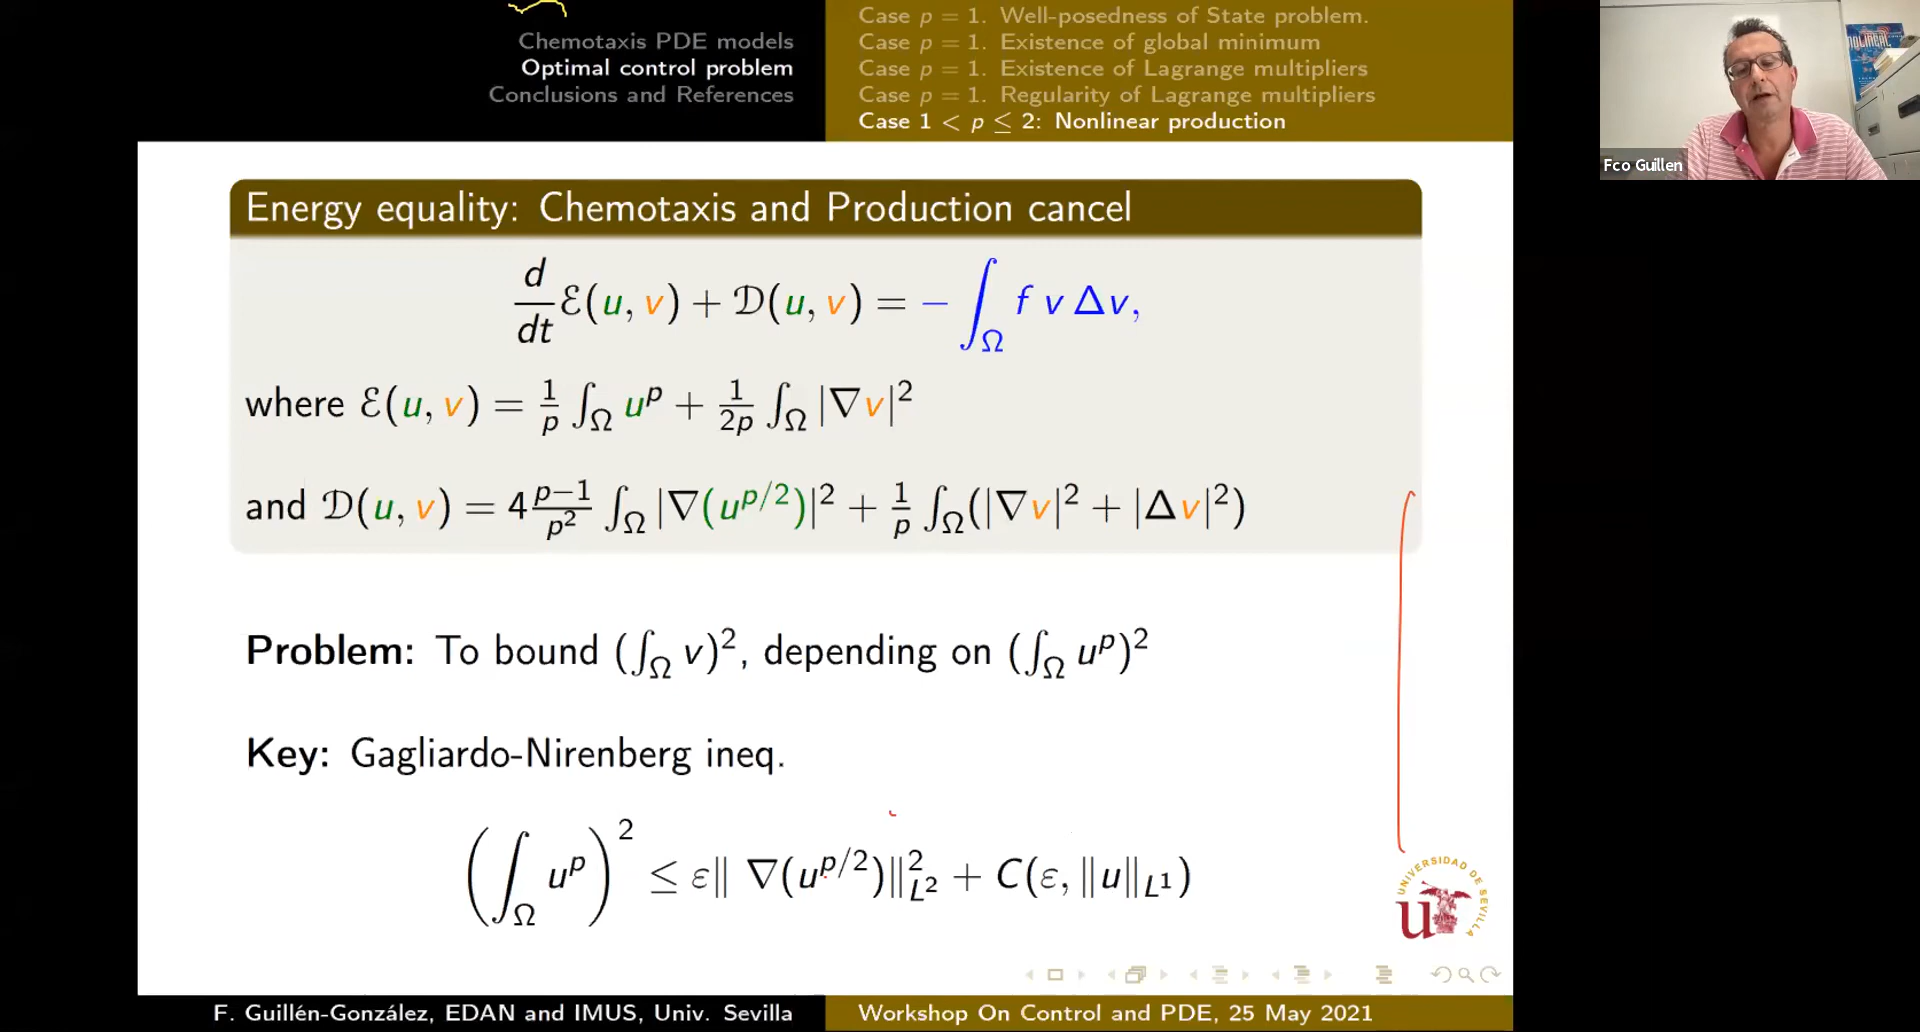 Chemotaxis PDE models
Optimal control problem
Conclusions and References
Case p = 1. Well-posedness of State problem.
Case p = 1. Existence of global minimum
Case p = 1. Existence of Lagrange multipliers
Case p = 1. Regularity of Lagrange multipliers
Case 1 < p ≤ 2: Nonlinear production
Fco Guillen
Energy equality: Chemotaxis and Production cancel
d/dt ℰ(u, v) + 𝒟(u, v) = − ∫_Ω f v Δv,
where ℰ(u, v) = 1/p ∫_Ω u^p + 1/2p ∫_Ω |∇v|²
and 𝒟(u, v) = 4 (p−1)/p² ∫_Ω |∇(u^{p/2})|² + 1/p ∫_Ω (|∇v|² + |Δv|²)
Problem: To bound (∫_Ω v)², depending on (∫_Ω u^p)²
Key: Gagliardo-Nirenberg ineq.
(∫_Ω u^p)² ≤ ε‖ ∇(u^{p/2})‖²_{L²} + C(ε, ‖u‖_{L¹})
UNIVERSIDAD DE SEVILLA
F. Guillén-González, EDAN and IMUS, Univ. Sevilla
Workshop On Control and PDE, 25 May 2021